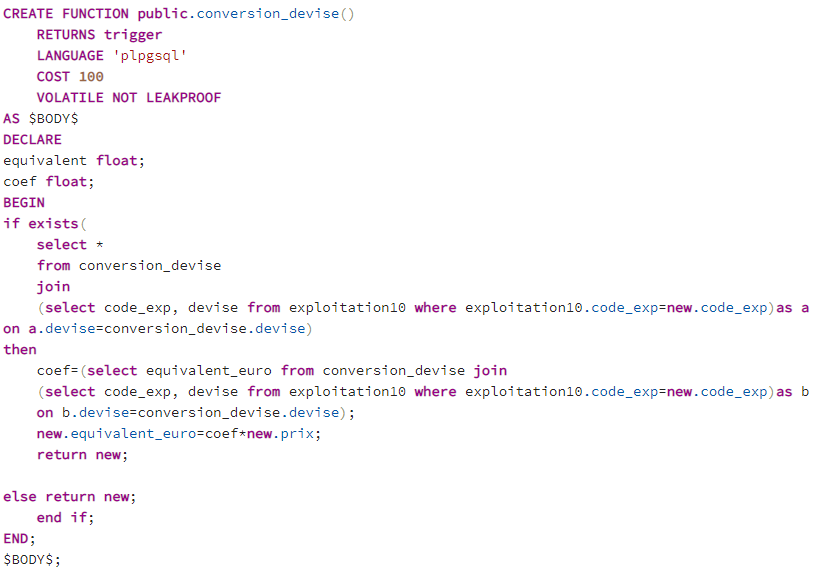 CREATE FUNCTION public.conversion_devise()
    RETURNS trigger
    LANGUAGE 'plpgsql'
    COST 100
    VOLATILE NOT LEAKPROOF
AS $BODY$
DECLARE
equivalent float;
coef float;
BEGIN
if exists(
    select *
    from conversion_devise
    join
    (select code_exp, devise from exploitation10 where exploitation10.code_exp=new.code_exp)as a
on a.devise=conversion_devise.devise)
then
    coef=(select equivalent_euro from conversion_devise join
    (select code_exp, devise from exploitation10 where exploitation10.code_exp=new.code_exp)as b
    on b.devise=conversion_devise.devise);
    new.equivalent_euro=coef*new.prix;
    return new;

else return new;
    end if;
END;
$BODY$;